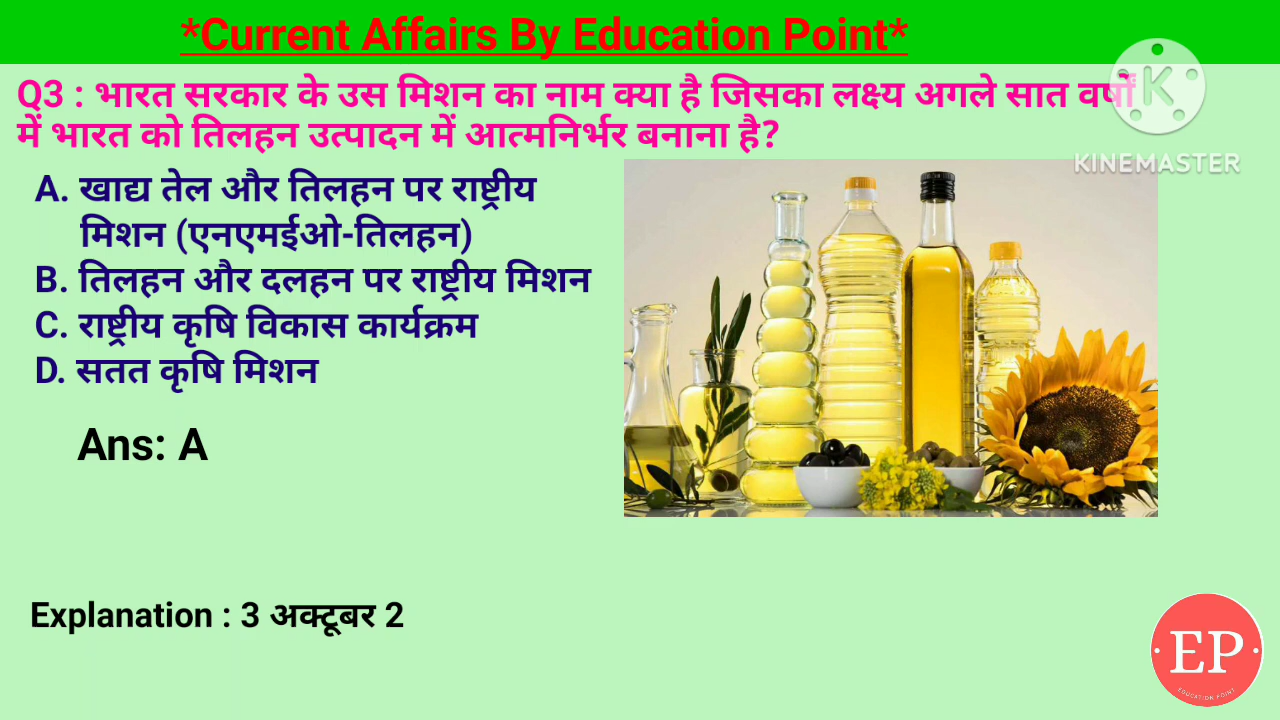 *Current Affairs By Education Point*
Q3 : भारत सरकार के उस मिशन का नाम क्या है जिसका लक्ष्य अगले सात वर्षों
में भारत को तिलहन उत्पादन में आत्मनिर्भर बनाना है?
KINEMASTER
A. खाद्य तेल और तिलहन पर राष्ट्रीय
मिशन (एनएमईओ-तिलहन)
B. तिलहन और दलहन पर राष्ट्रीय मिशन
C. राष्ट्रीय कृषि विकास कार्यक्रम
D. सतत कृषि मिशन
Ans: A
Explanation : 3 अक्टूबर 2
EP
EDUCATION POINT